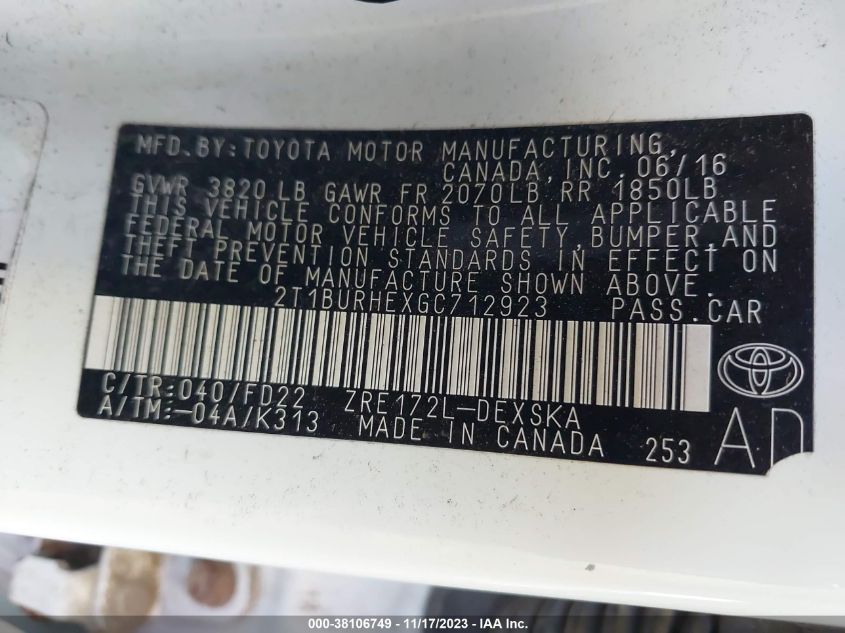 MFD. BY: TOYOTA MOTOR MANUFACTURING,
CANADA, INC. 06/16
GVWR 3820 LB GAWR FR 2070LB RR 1850LB
THIS VEHICLE CONFORMS TO ALL APPLICABLE
FEDERAL MOTOR VEHICLE SAFETY, BUMPER, AND
THEFT PREVENTION STANDARDS IN EFFECT ON
THE DATE OF MANUFACTURE SHOWN ABOVE.
2T1BURHEXGC712923 PASS.CAR
C/TR:040/FD22 ZRE172L-DEXSKA
A/TM:-04A/K313 MADE IN CANADA 253
AD
000-38106749 - 11/17/2023 - IAA Inc.